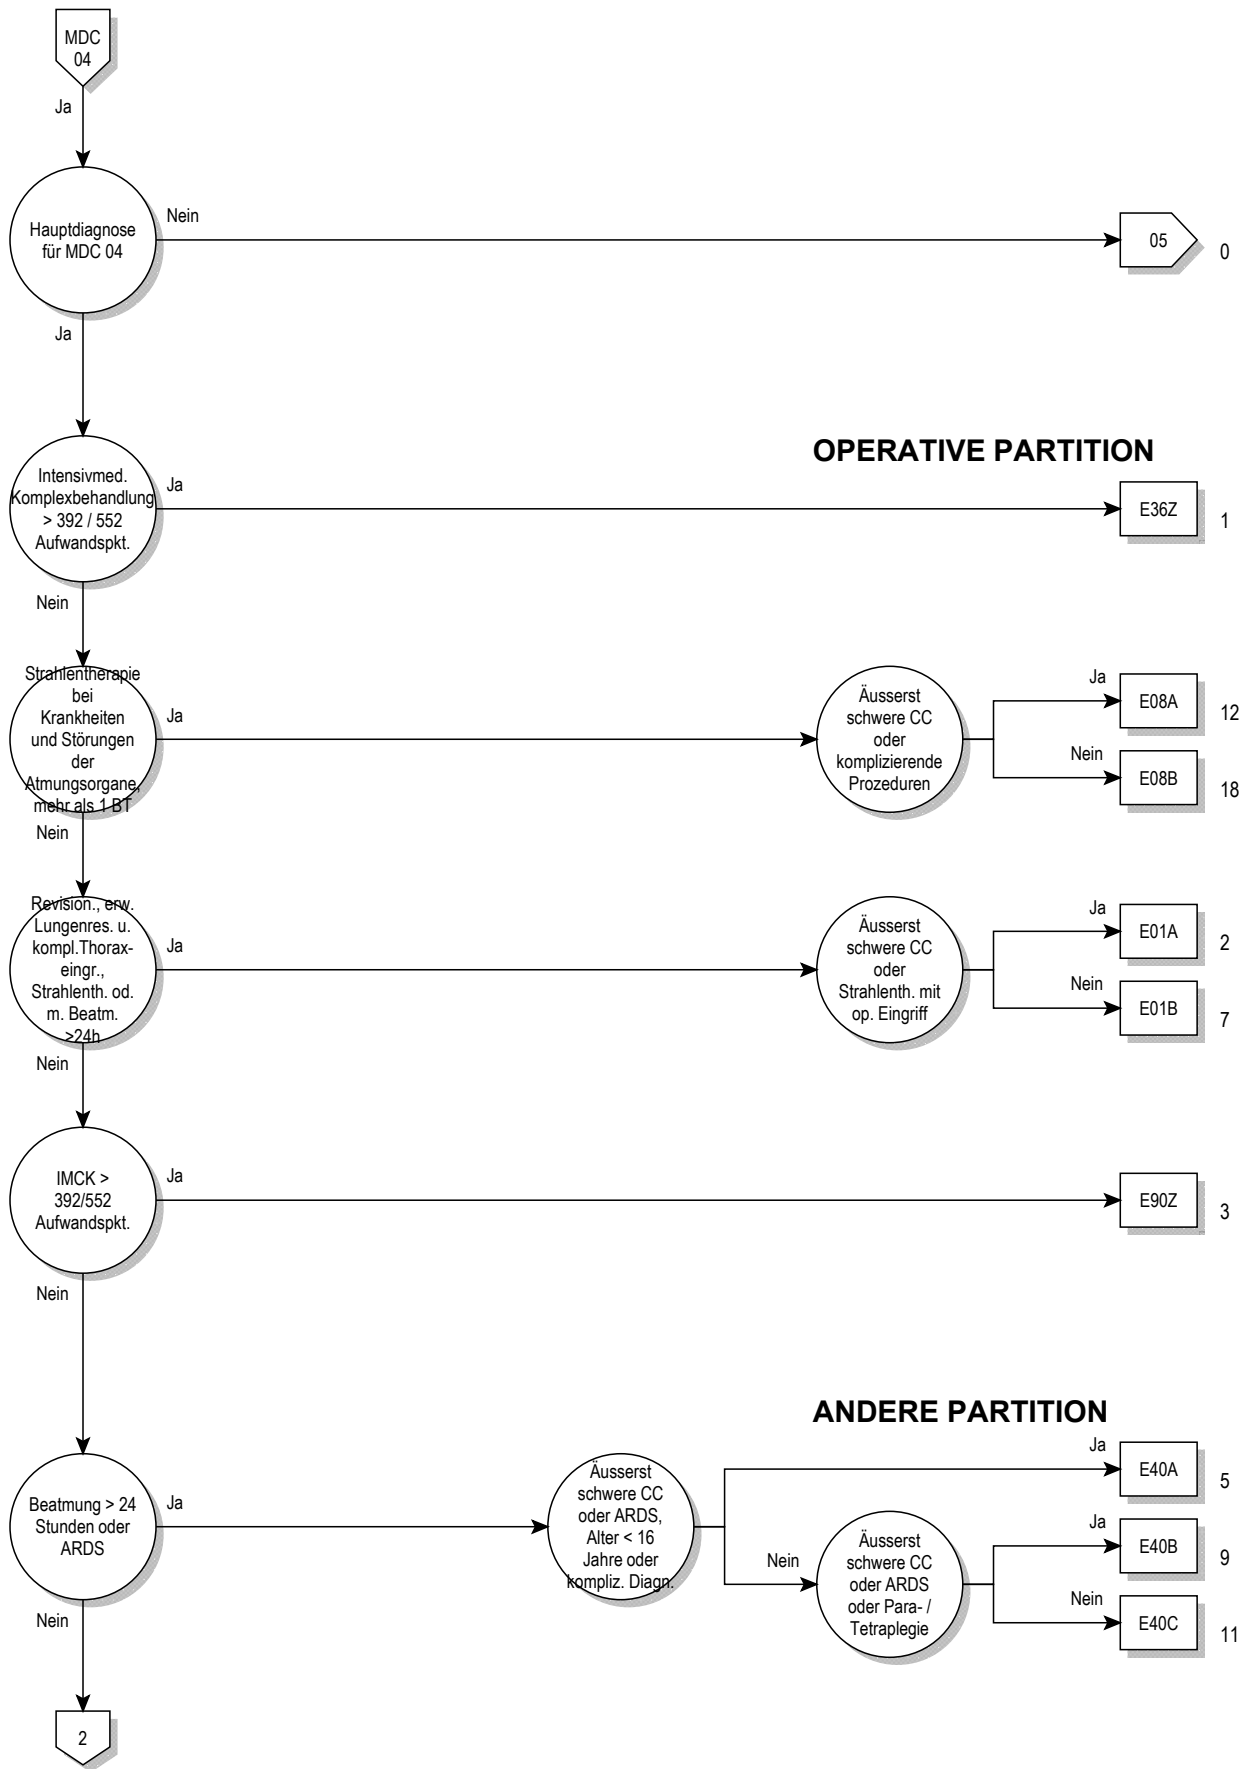 MDC
04
Ja
Hauptdiagnose
für MDC 04
Nein
05
0
Ja
OPERATIVE PARTITION
Intensivmed.
Komplexbehandlung
> 392 / 552
Aufwandspkt.
Ja
E36Z
1
Nein
Strahlentherapie
bei
Krankheiten
und Störungen
der
Atmungsorgane,
mehr als 1 BT
Ja
Äusserst
schwere CC
oder
komplizierende
Prozeduren
Ja
E08A
12
Nein
E08B
18
Nein
Revision., erw.
Lungenres. u.
kompl.Thorax-
eingr.,
Strahlenth. od.
m. Beatm.
>24h
Ja
Äusserst
schwere CC
oder
Strahlenth. mit
op. Eingriff
Ja
E01A
2
Nein
E01B
7
Nein
IMCK >
392/552
Aufwandspkt.
Ja
E90Z
3
Nein
ANDERE PARTITION
Beatmung > 24
Stunden oder
ARDS
Ja
Äusserst
schwere CC
oder ARDS,
Alter < 16
Jahre oder
kompliz. Diagn.
Ja
E40A
5
Nein
Äusserst
schwere CC
oder ARDS
oder Para- /
Tetraplegie
Ja
E40B
9
Nein
E40C
11
Nein
2